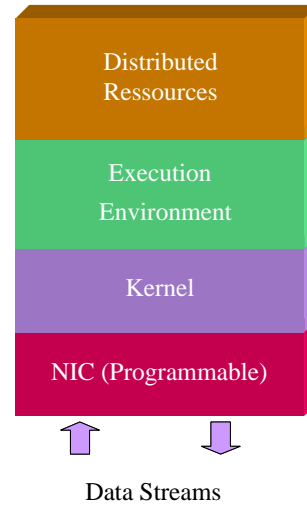 Distributed
Ressources
Execution
Environment
Kernel
NIC (Programmable)
Data Streams